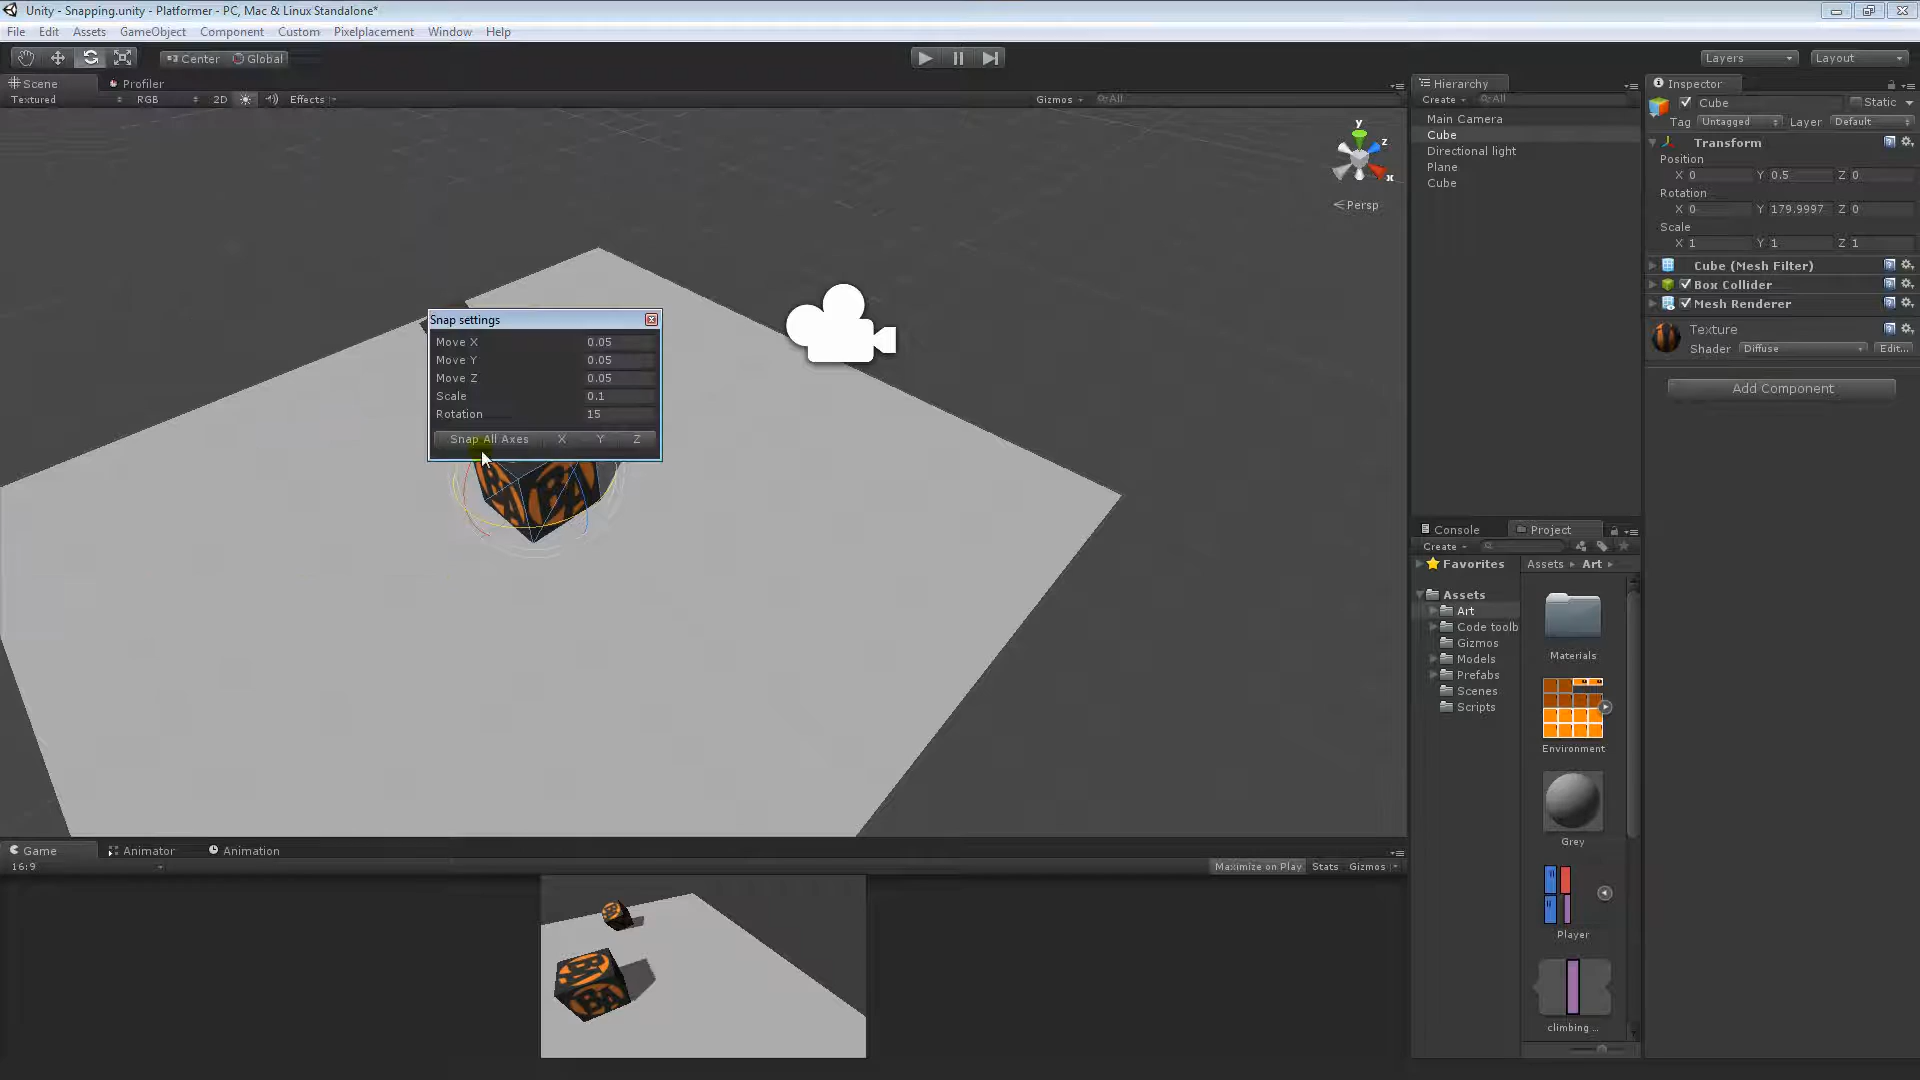 Unity - Snapping.unity - Platformer - PC, Mac & Linux Standalone*
File Edit Assets GameObject Component Custom Pixelplacement Window Help
Center Global
Layers Layout
Scene Profiler
Textured RGB 2D Effects Gizmos All
y
z
x
Persp
Snap settings
Move X 0.05
Move Y 0.05
Move Z 0.05
Scale 0.1
Rotation 15
Snap All Axes X Y Z
Game Animator Animation
16:9 Maximize on Play Stats Gizmos
Hierarchy
Create All
Main Camera
Cube
Directional light
Plane
Cube
Console Project
Create
Favorites
Assets
Art
Code toolb
Gizmos
Models
Prefabs
Scenes
Scripts
Assets Art
Materials
Environment
Grey
Player
climbing ...
Inspector
Cube Static
Tag Untagged Layer Default
Transform
Position
X 0 Y 0.5 Z 0
Rotation
X 0 Y 179.9997 Z 0
Scale
X 1 Y 1 Z 1
Cube (Mesh Filter)
Box Collider
Mesh Renderer
Texture
Shader Diffuse Edit...
Add Component